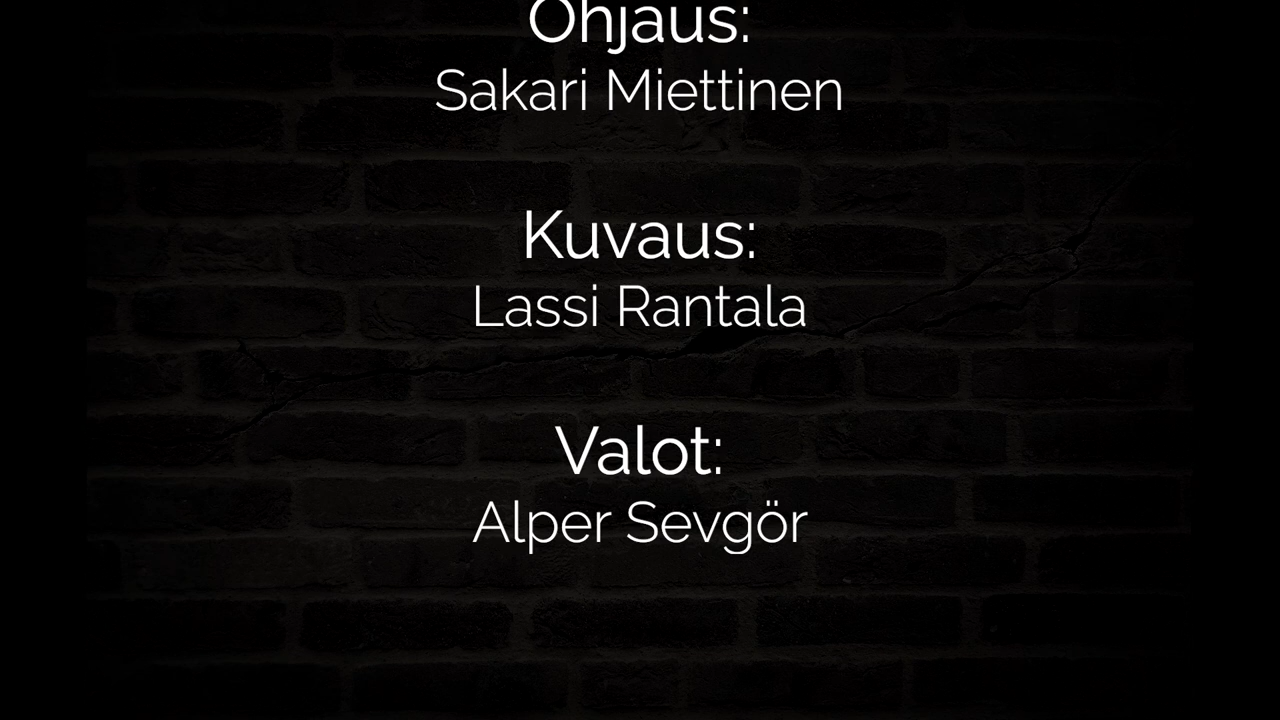 Ohjaus:
Sakari Miettinen
Kuvaus:
Lassi Rantala
Valot:
Alper Sevgör